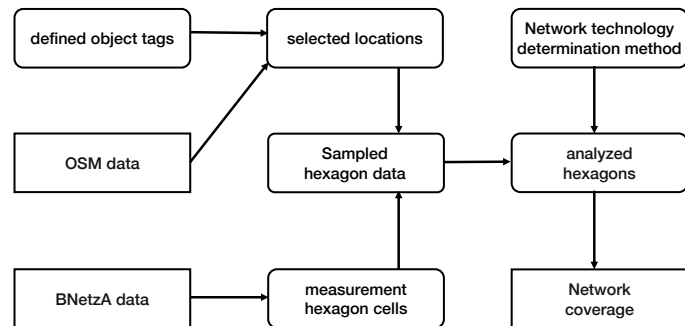 defined object tags
selected locations
Network technology
determination method
OSM data
Sampled
hexagon data
analyzed
hexagons
BNetzA data
measurement
hexagon cells
Network
coverage